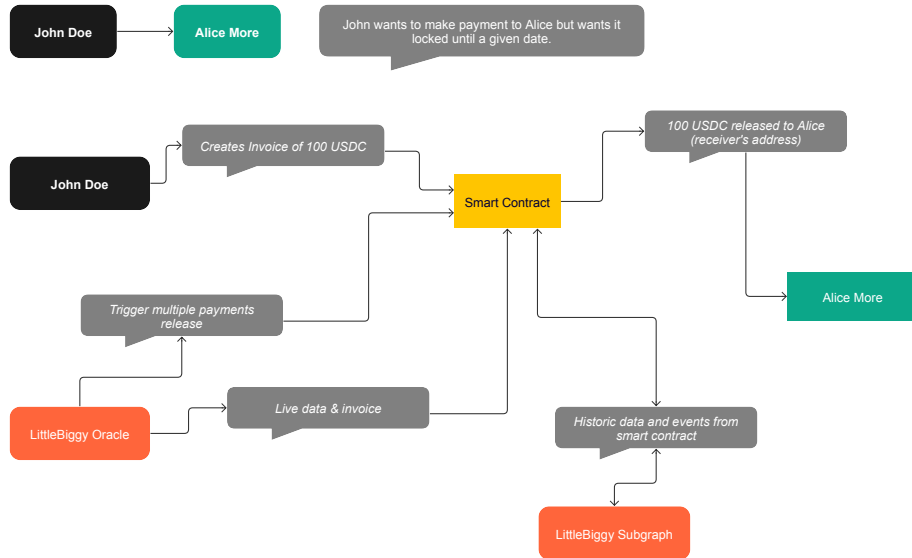 John Doe
Alice More
John wants to make payment to Alice but wants it
locked until a given date.
Creates Invoice of 100 USDC
100 USDC released to Alice
(receiver's address)
John Doe
Smart Contract
Alice More
Trigger multiple payments
release
Live data & invoice
LittleBiggy Oracle
Historic data and events from
smart contract
LittleBiggy Subgraph